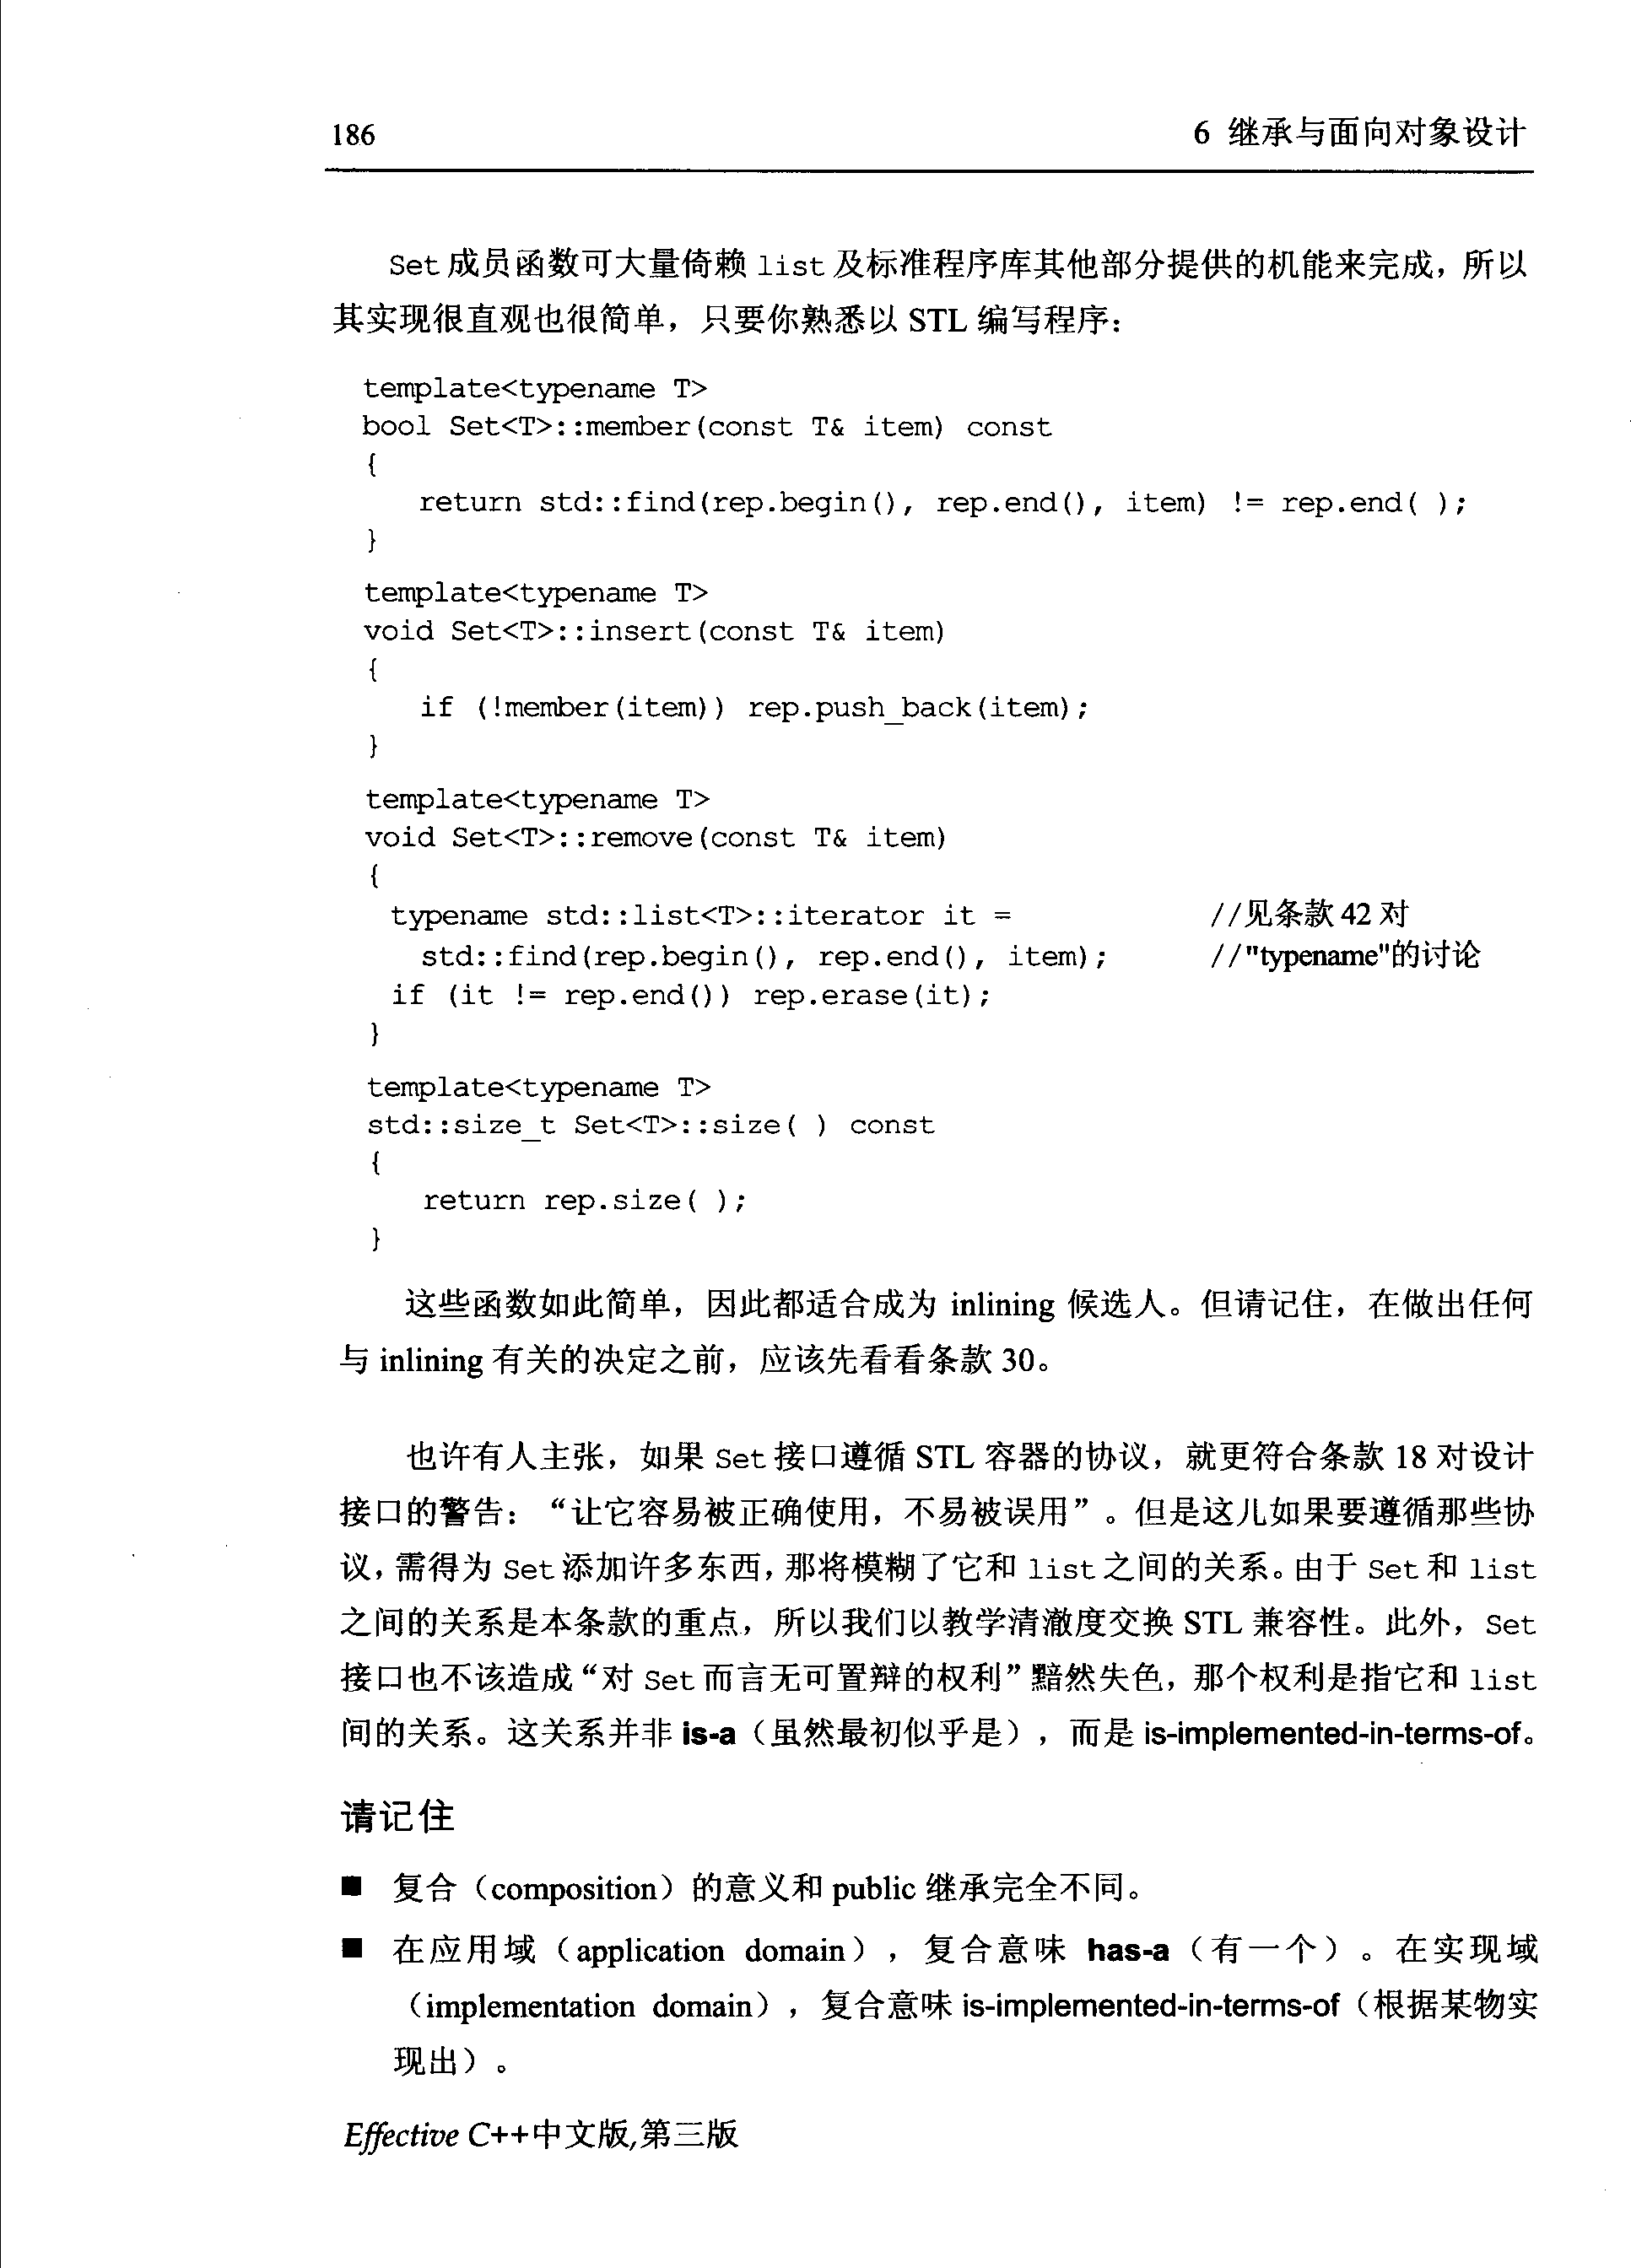 186
6 继承与面向对象设计
Set 成员函数可大量倚赖 list 及标准程序库其他部分提供的机能来完成，所以
其实现很直观也很简单，只要你熟悉以 STL 编写程序：
template<typename T>
bool Set<T>::member(const T& item) const
{
return std::find(rep.begin(), rep.end(), item) != rep.end( );
}
template<typename T>
void Set<T>::insert(const T& item)
{
if (!member(item)) rep.push_back(item);
}
template<typename T>
void Set<T>::remove(const T& item)
{
typename std::list<T>::iterator it = //见条款 42 对
std::find(rep.begin(), rep.end(), item); //"typename"的讨论
if (it != rep.end()) rep.erase(it);
}
template<typename T>
std::size_t Set<T>::size( ) const
{
return rep.size( );
}
这些函数如此简单，因此都适合成为 inlining 候选人。但请记住，在做出任何
与 inlining 有关的决定之前，应该先看看条款 30。
也许有人主张，如果 Set 接口遵循 STL 容器的协议，就更符合条款 18 对设计
接口的警告：“让它容易被正确使用，不易被误用”。但是这儿如果要遵循那些协
议，需得为 Set 添加许多东西，那将模糊了它和 list 之间的关系。由于 Set 和 list
之间的关系是本条款的重点，所以我们以教学清澈度交换 STL 兼容性。此外，Set
接口也不该造成“对 Set 而言无可置辩的权利”黯然失色，那个权利是指它和 list
间的关系。这关系并非 is-a（虽然最初似乎是），而是 is-implemented-in-terms-of。
请记住
■ 复合（composition）的意义和 public 继承完全不同。
■ 在应用域（application domain），复合意味 has-a（有一个）。在实现域
（implementation domain），复合意味 is-implemented-in-terms-of（根据某物实
现出）。
Effective C++中文版,第三版